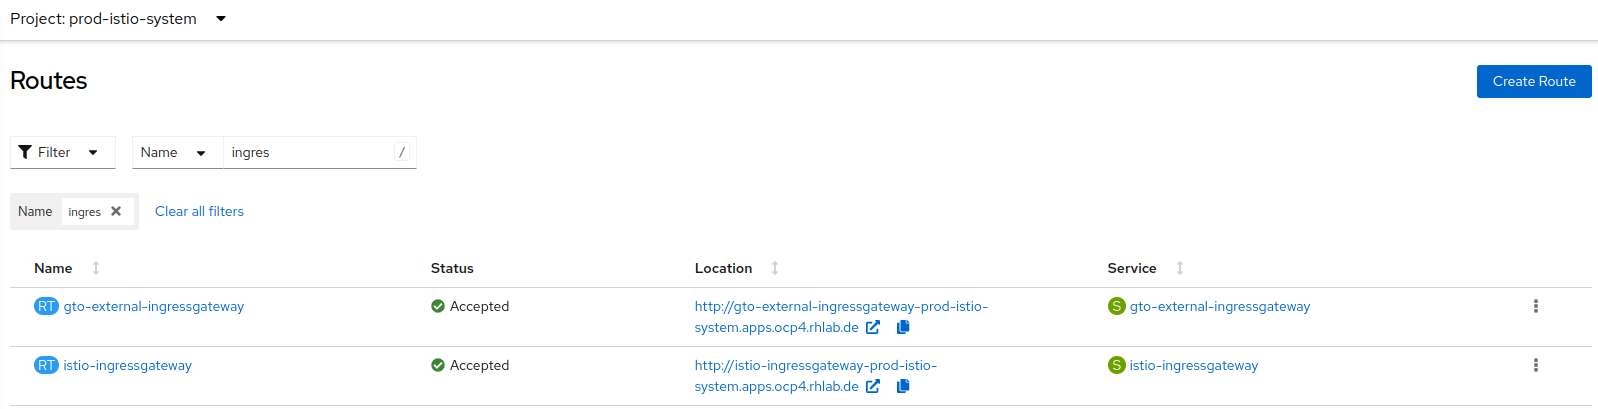 Project: prod-istio-system
Routes
Create Route
Filter
Name
ingres
/
Name
ingres
Clear all filters
Name
Status
Location
Service
RT gto-external-ingressgateway
Accepted
http://gto-external-ingressgateway-prod-istio-
system.apps.ocp4.rhlab.de
S gto-external-ingressgateway
RT istio-ingressgateway
Accepted
http://istio-ingressgateway-prod-istio-
system.apps.ocp4.rhlab.de
S istio-ingressgateway